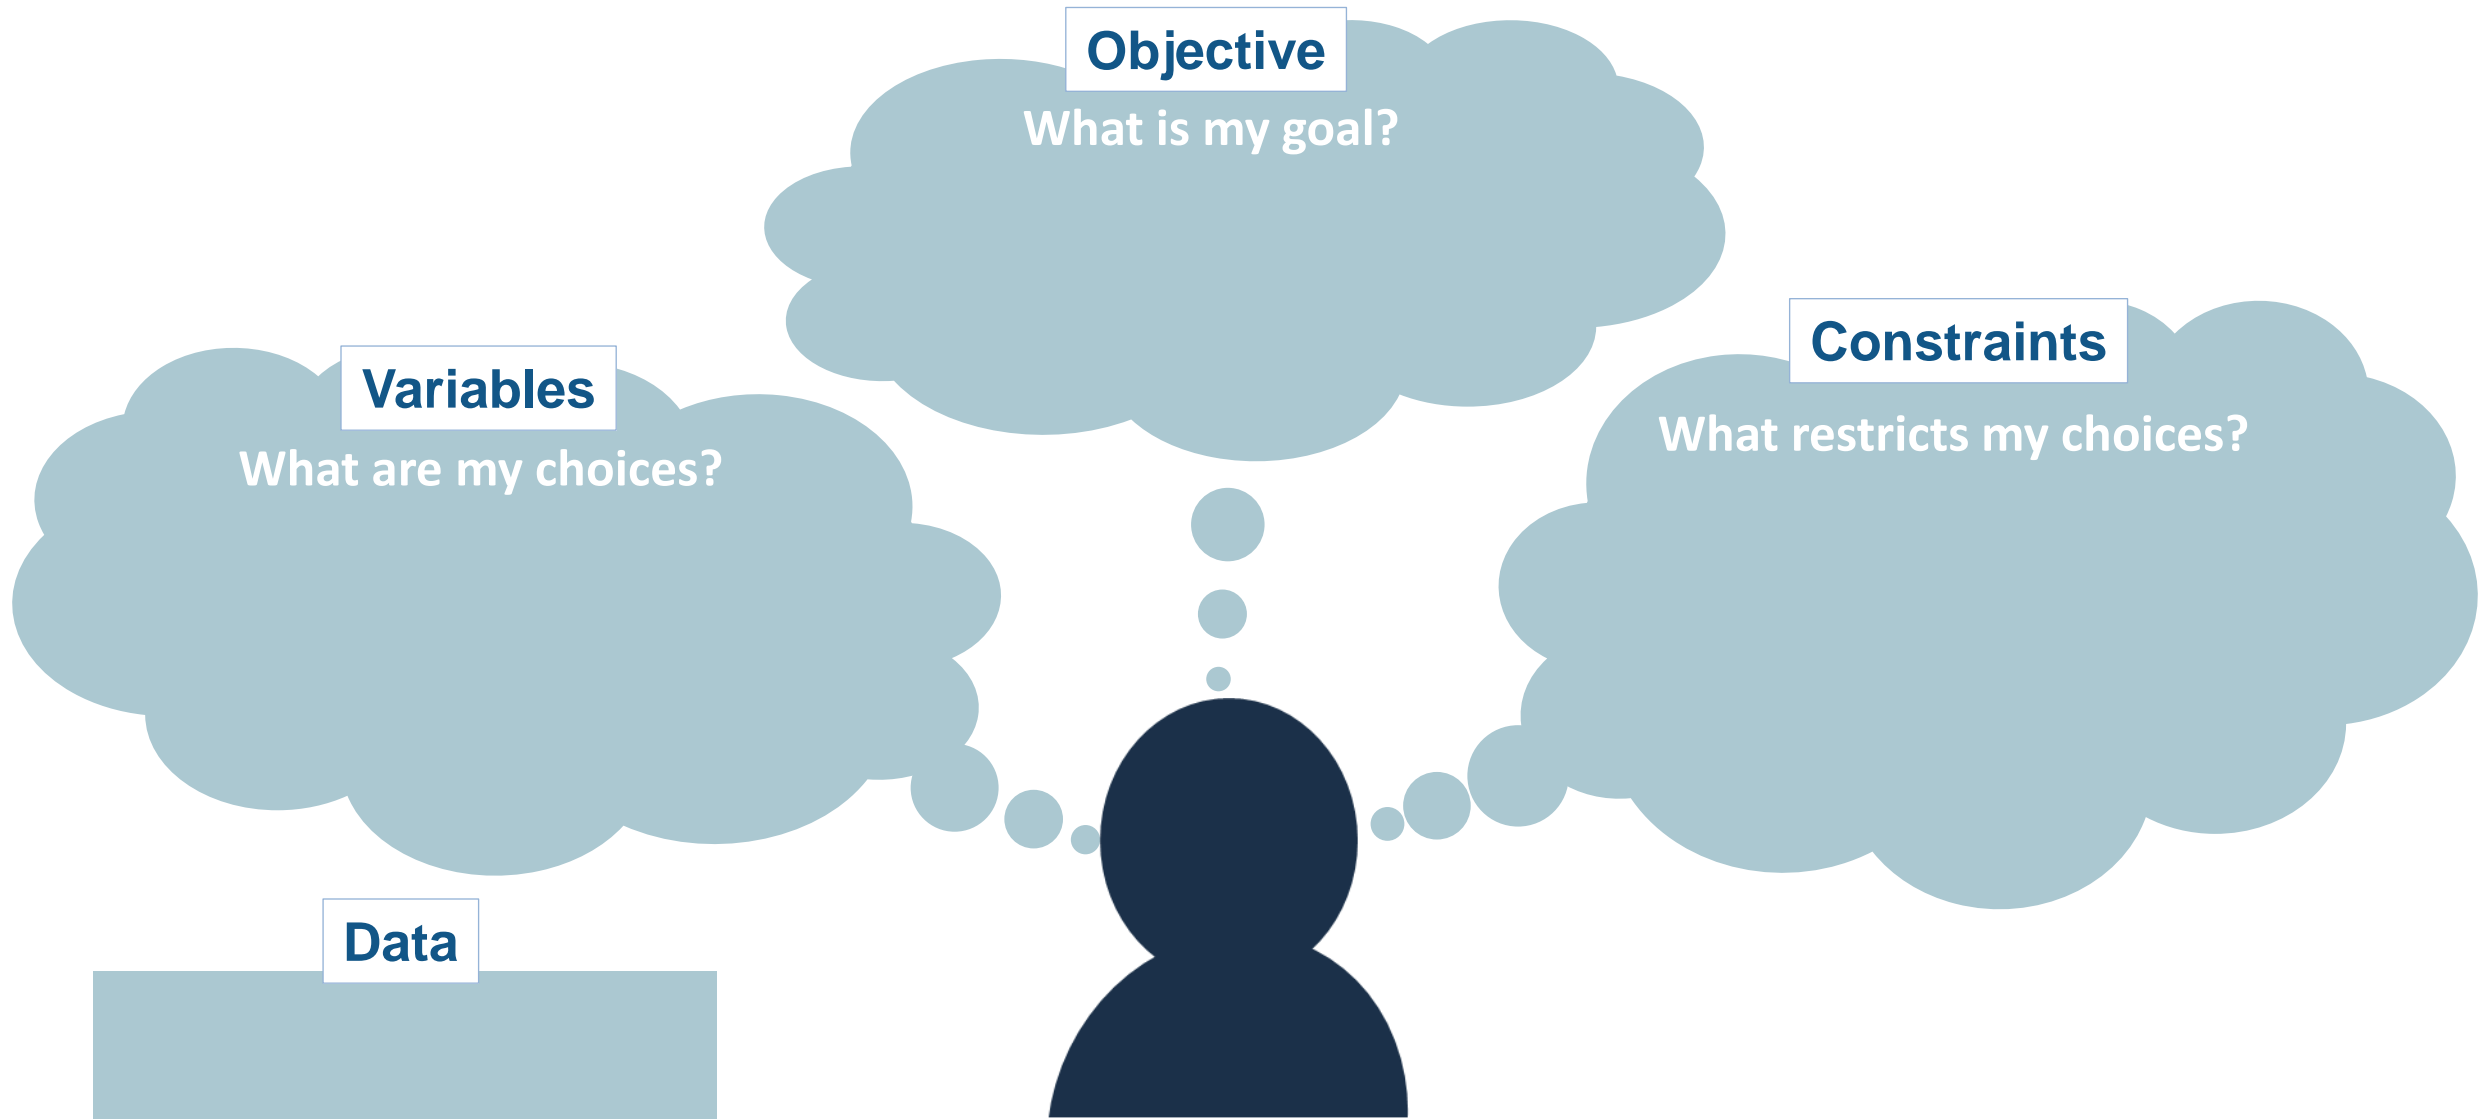 Objective
What is my goal?
Variables
What are my choices?
Constraints
What restricts my choices?
Data